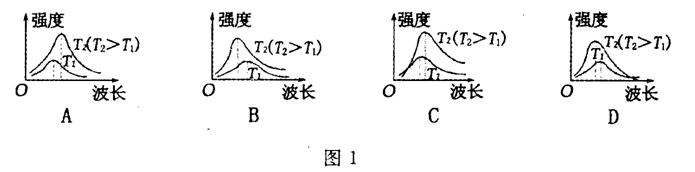 强度 强度 强度 强度
T₂(T₂>T₁) T₂(T₂>T₁) T₂(T₂>T₁) T₂(T₂>T₁)
T₁ T₁ T₁ T₁
O 波长 O 波长 O 波长 O 波长
A B C D
图 1